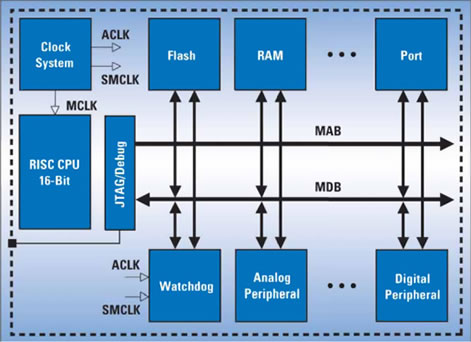 Clock
System
ACLK
SMCLK
MCLK
Flash
RAM
Port
RISC CPU
16-Bit
JTAG/Debug
MAB
MDB
ACLK
SMCLK
Watchdog
Analog
Peripheral
Digital
Peripheral